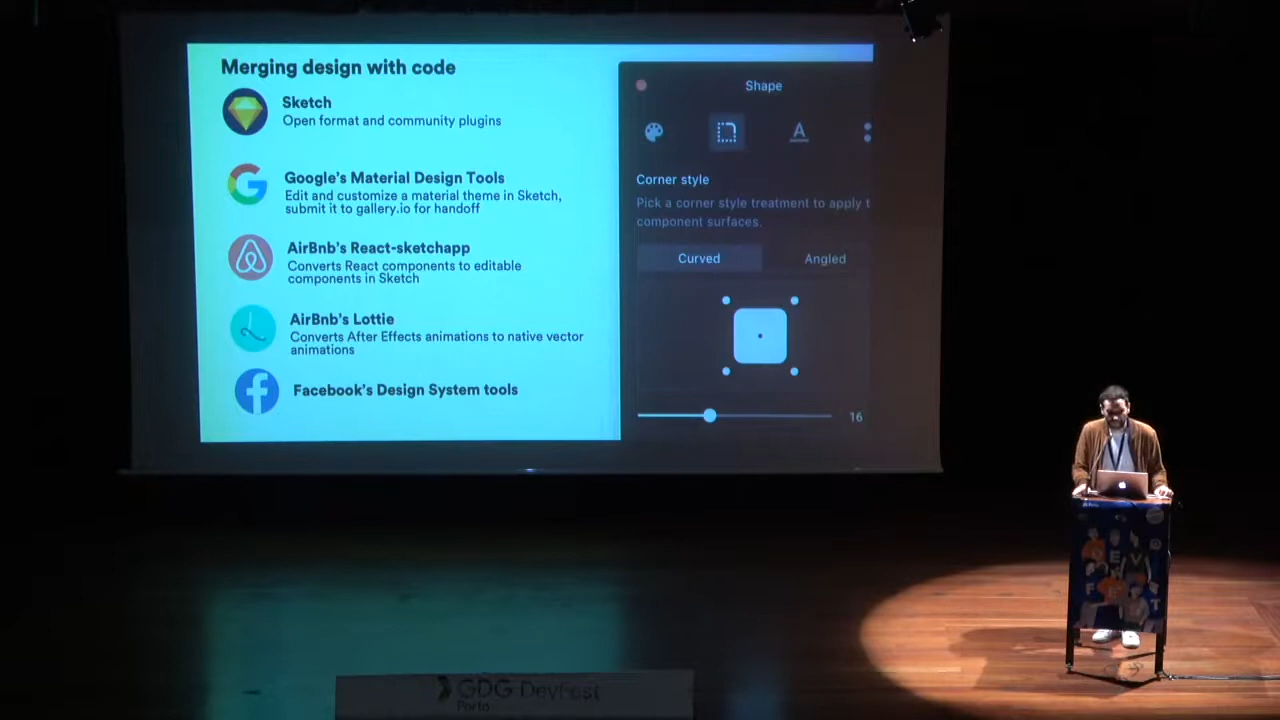 Merging design with code
Sketch
Open format and community plugins
Google's Material Design Tools
Edit and customize a material theme in Sketch,
submit it to gallery.io for handoff
AirBnb's React-sketchapp
Converts React components to editable
components in Sketch
AirBnb's Lottie
Converts After Effects animations to native vector
animations
Facebook's Design System tools
Shape
A
Corner style
Pick a corner style treatment to apply t
component surfaces.
Curved
Angled
16
DEV
FEST
GDG DevFest
Porto